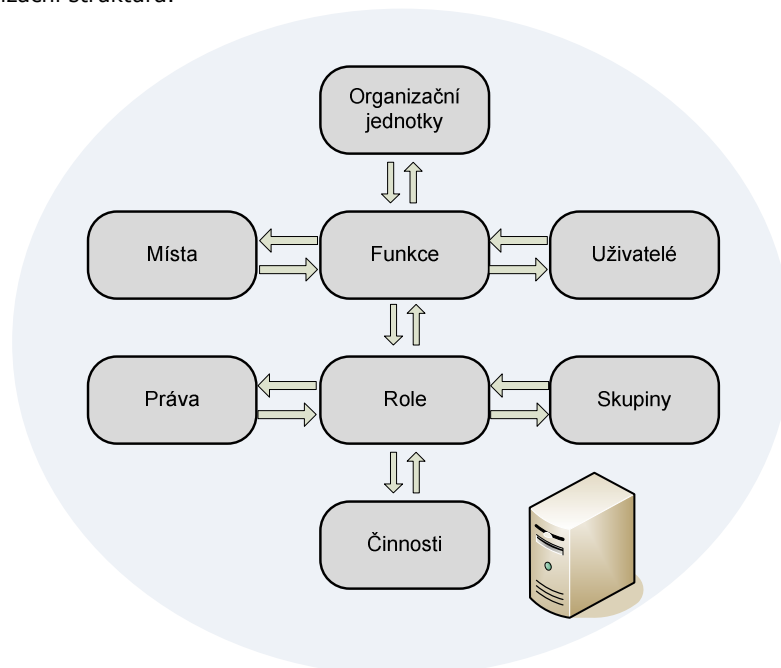 Organizační
jednotky
Místa
Funkce
Uživatelé
Práva
Role
Skupiny
Činnosti